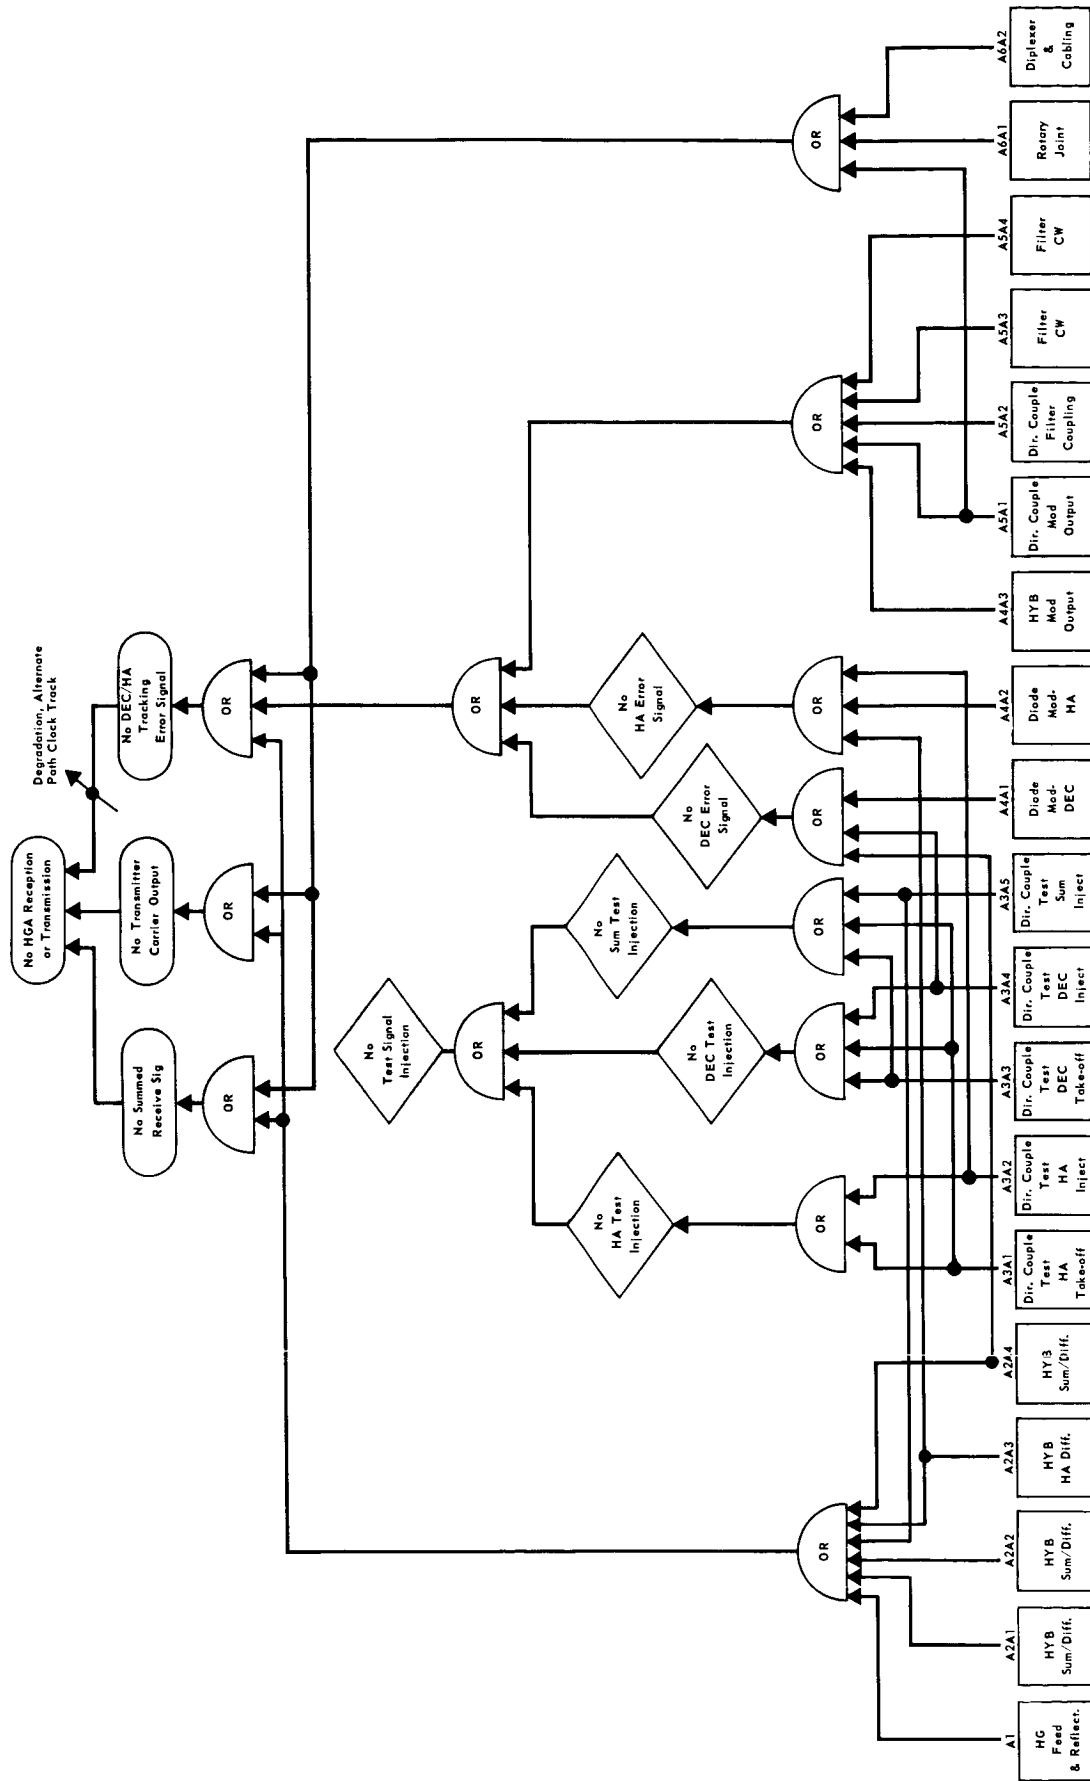 Degradation, Alternate
Path Clock Track
No HGA Reception
or Transmission
No Summed
Receive Sig
No Transmitter
Carrier Output
No DEC/HA
Tracking
Error Signal
OR
OR
OR
No
Test Signal
Injection
OR
OR
No
HA Test
Injection
No
DEC Test
Injection
No
Sum Test
Injection
No
DEC Error
Signal
No
HA Error
Signal
OR
OR
OR
OR
OR
OR
OR
OR
A1
HG
Feed
& Reflect.
A2A1
HYB
Sum/Diff.
A2A2
HYB
Sum/Diff.
A2A3
HYB
HA Diff.
A2A4
HYB
Sum/Diff.
A3A1
Dir. Couple
Test
HA
Take-off
A3A2
Dir. Couple
Test
HA
Inject
A3A3
Dir. Couple
Test
DEC
Take-off
A3A4
Dir. Couple
Test
DEC
Inject
A3A5
Dir. Couple
Test
Sum
Inject
A4A1
Diode
Mod-
DEC
A4A2
Diode
Mod-
HA
A4A3
HYB
Mod
Output
A5A1
Dir. Couple
Mod
Output
A5A2
Dir. Couple
Filter
Coupling
A5A3
Filter
CW
A5A4
Filter
CW
A6A1
Rotary
Joint
A6A2
Diplexer
&
Cabling